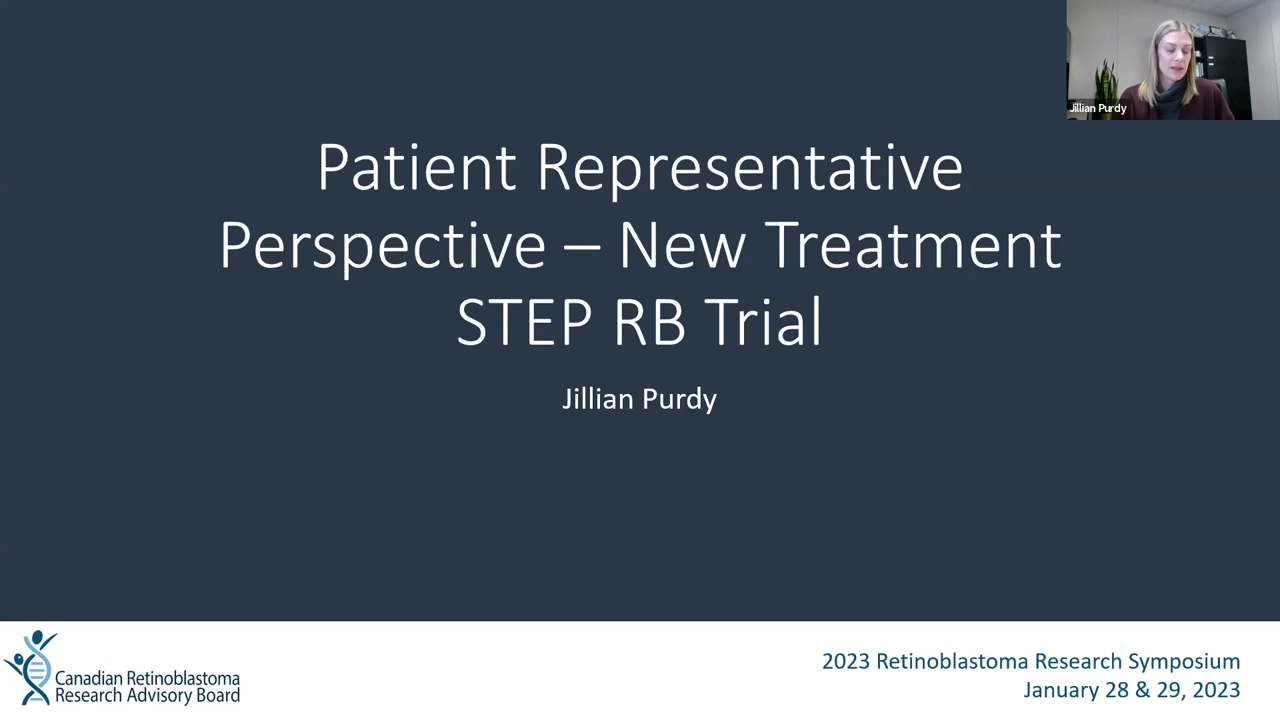 Jillian Purdy
Patient Representative
Perspective – New Treatment
STEP RB Trial
Jillian Purdy
Canadian Retinoblastoma
Research Advisory Board
2023 Retinoblastoma Research Symposium
January 28 & 29, 2023